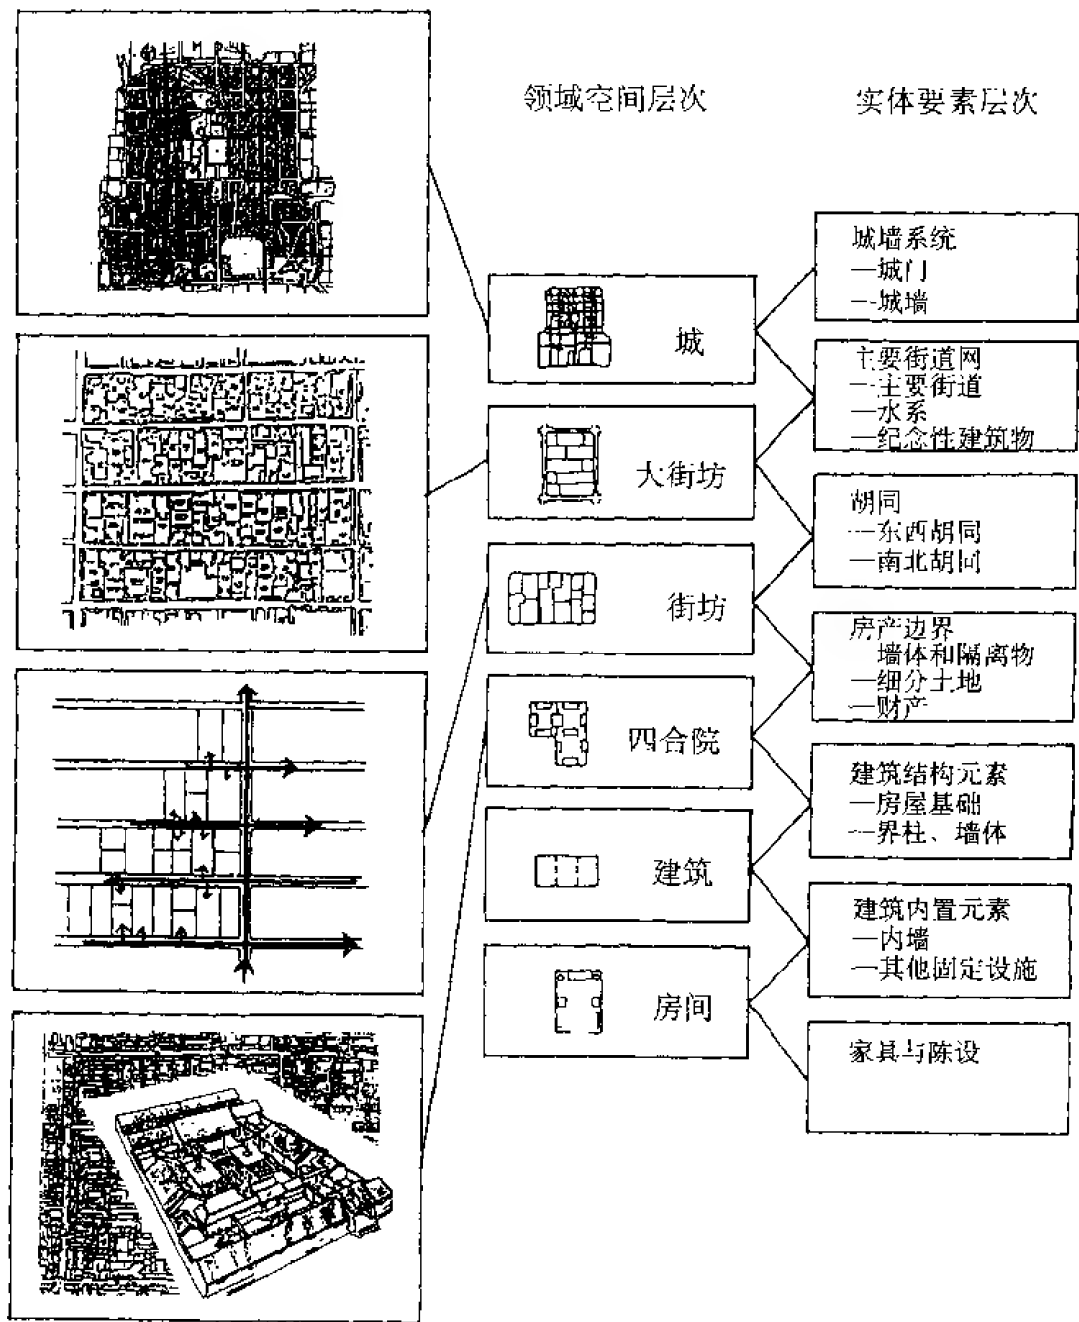 领域空间层次
实体要素层次
城
大街坊
街坊
四合院
建筑
房间
城墙系统
—城门
—城墙
主要街道网
—主要街道
—水系
—纪念性建筑物
胡同
—东西胡同
—南北胡同
房产边界
墙体和隔离物
—细分土地
—财产
建筑结构元素
—房屋基础
—界柱、墙体
建筑内置元素
—内墙
—其他固定设施
家具与陈设